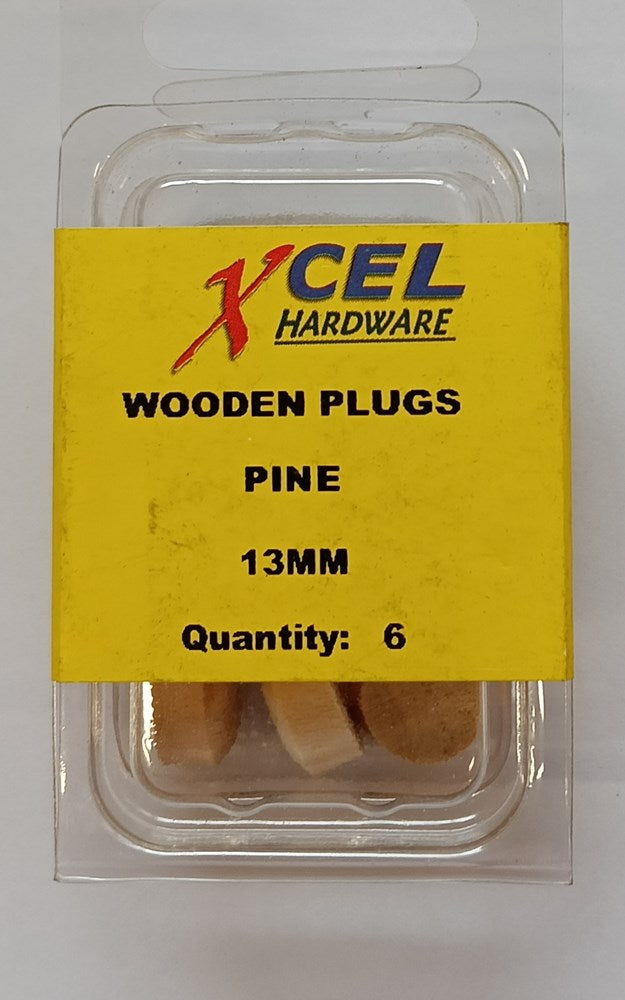 XCEL
HARDWARE
WOODEN PLUGS
PINE
13MM
Quantity: 6